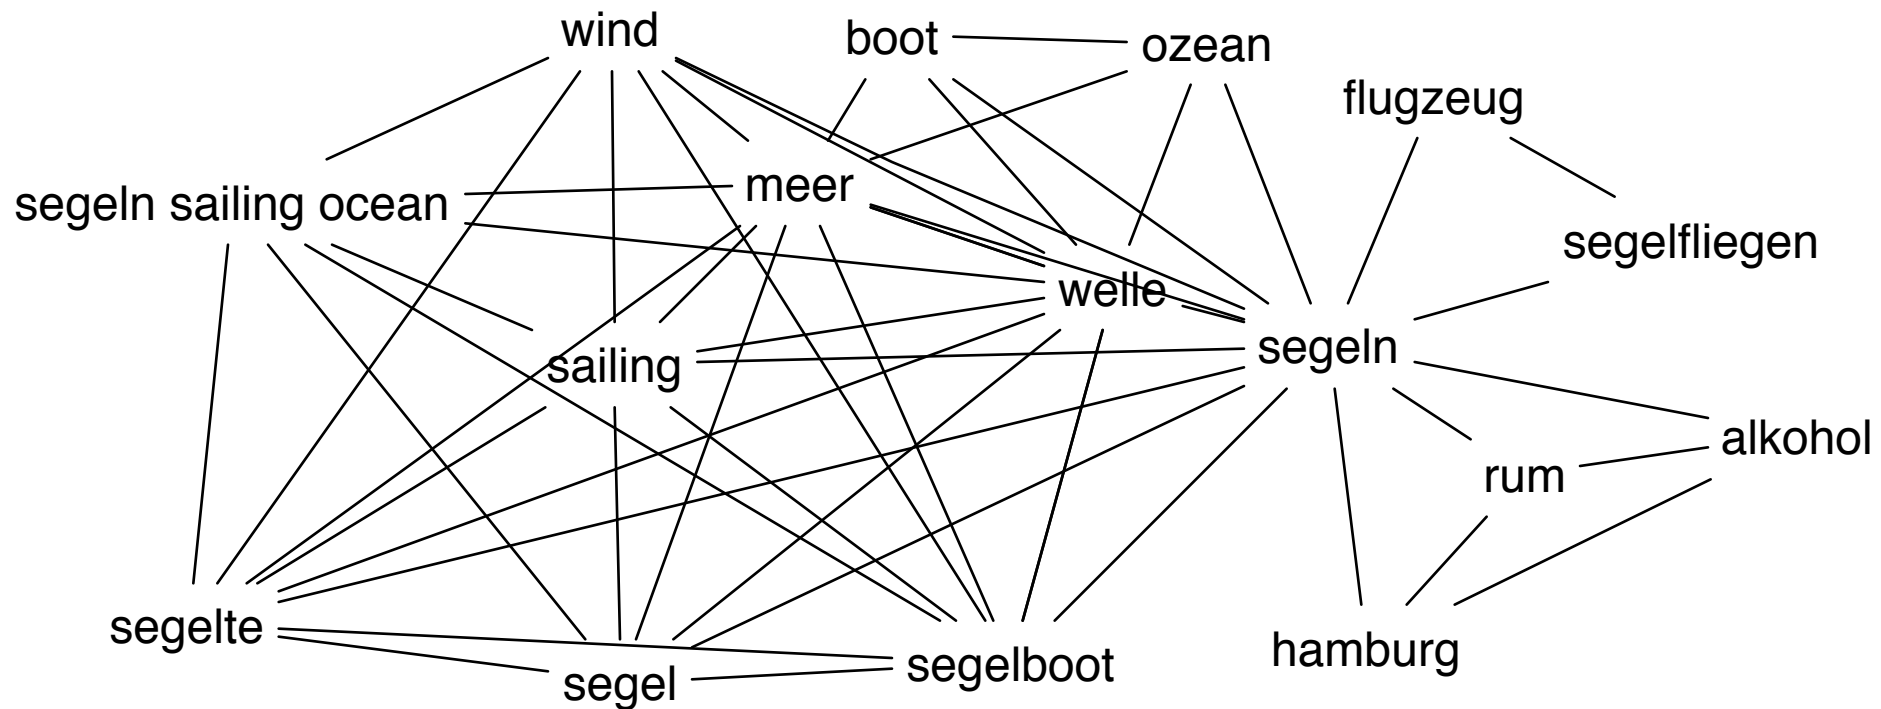 wind
boot
ozean
flugzeug
segeln sailing ocean
meer
segelfliegen
welle
sailing
segeln
alkohol
rum
segelte
segel
segelboot
hamburg